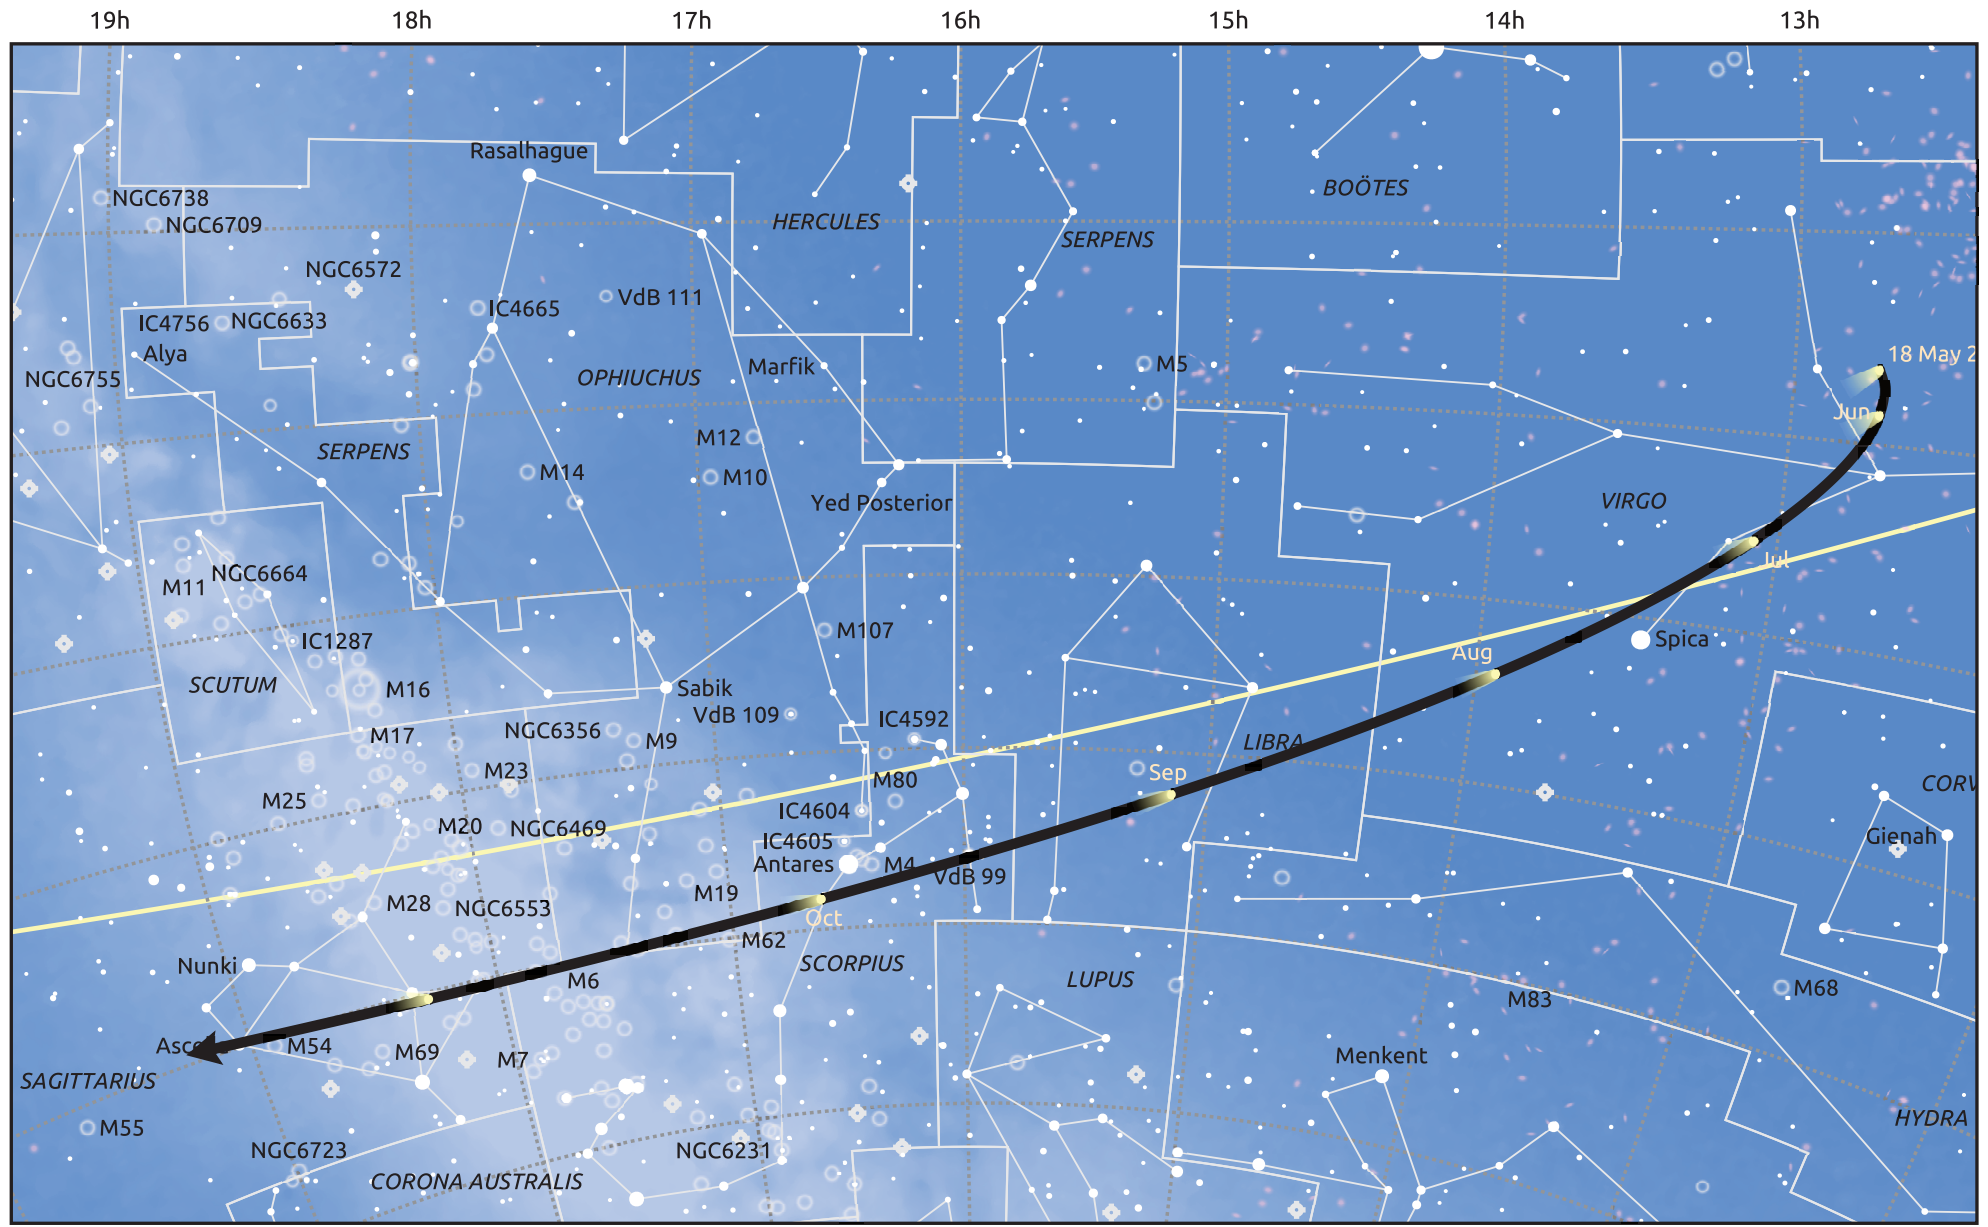 19h 18h 17h 16h 15h 14h 13h
Rasalhague
BOÖTES
NGC6738
HERCULES
NGC6709
SERPENS
NGC6572
VdB 111
IC4665
IC4756
NGC6633
Alya
18 May 2
M5
Marfik
OPHIUCHUS
NGC6755
Jun
M12
SERPENS
M14
M10
VIRGO
Yed Posterior
Jul
NGC6664
M11
M107
IC1287
Spica
Aug
SCUTUM
M16
Sabik
VdB 109
IC4592
NGC6356
M17
M9
LIBRA
M23
Sep
M80
CORV
M25
IC4604
M20
NGC6469
Gienah
IC4605
Antares
M4
VdB 99
M19
M28
NGC6553
Oct
M62
SCORPIUS
Nunki
LUPUS
M6
M68
M83
M54
M69
M7
Menkent
SAGITTARIUS
HYDRA
M55
NGC6723
NGC6231
CORONA AUSTRALIS